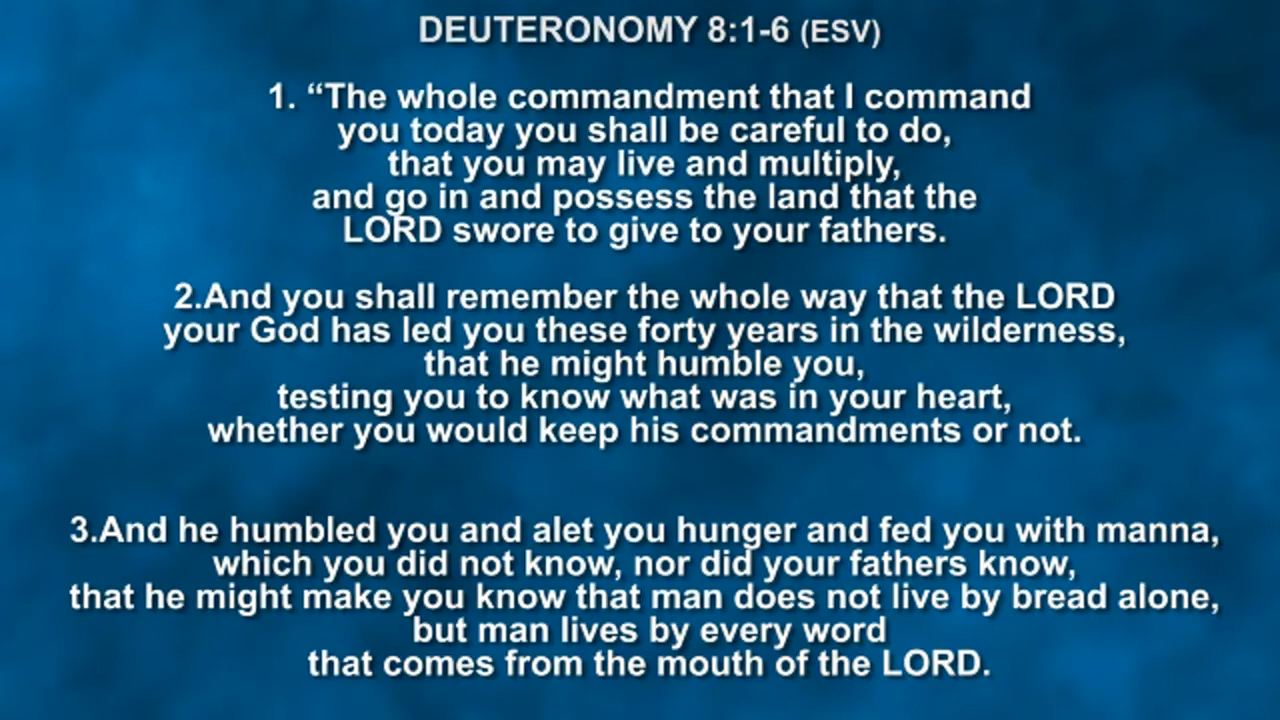 DEUTERONOMY 8:1-6 (ESV)
1. “The whole commandment that I command
you today you shall be careful to do,
that you may live and multiply,
and go in and possess the land that the
LORD swore to give to your fathers.
2.And you shall remember the whole way that the LORD
your God has led you these forty years in the wilderness,
that he might humble you,
testing you to know what was in your heart,
whether you would keep his commandments or not.
3.And he humbled you and alet you hunger and fed you with manna,
which you did not know, nor did your fathers know,
that he might make you know that man does not live by bread alone,
but man lives by every word
that comes from the mouth of the LORD.